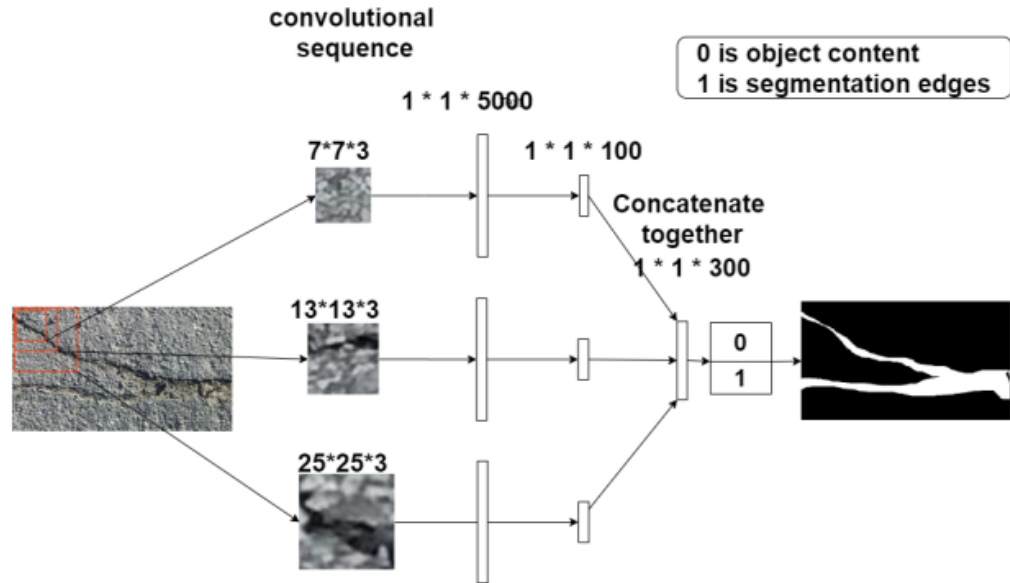 convolutional
sequence
0 is object content
1 is segmentation edges
1 * 1 * 5000
7*7*3
1 * 1 * 100
Concatenate
together
1 * 1 * 300
13*13*3
0
1
25*25*3